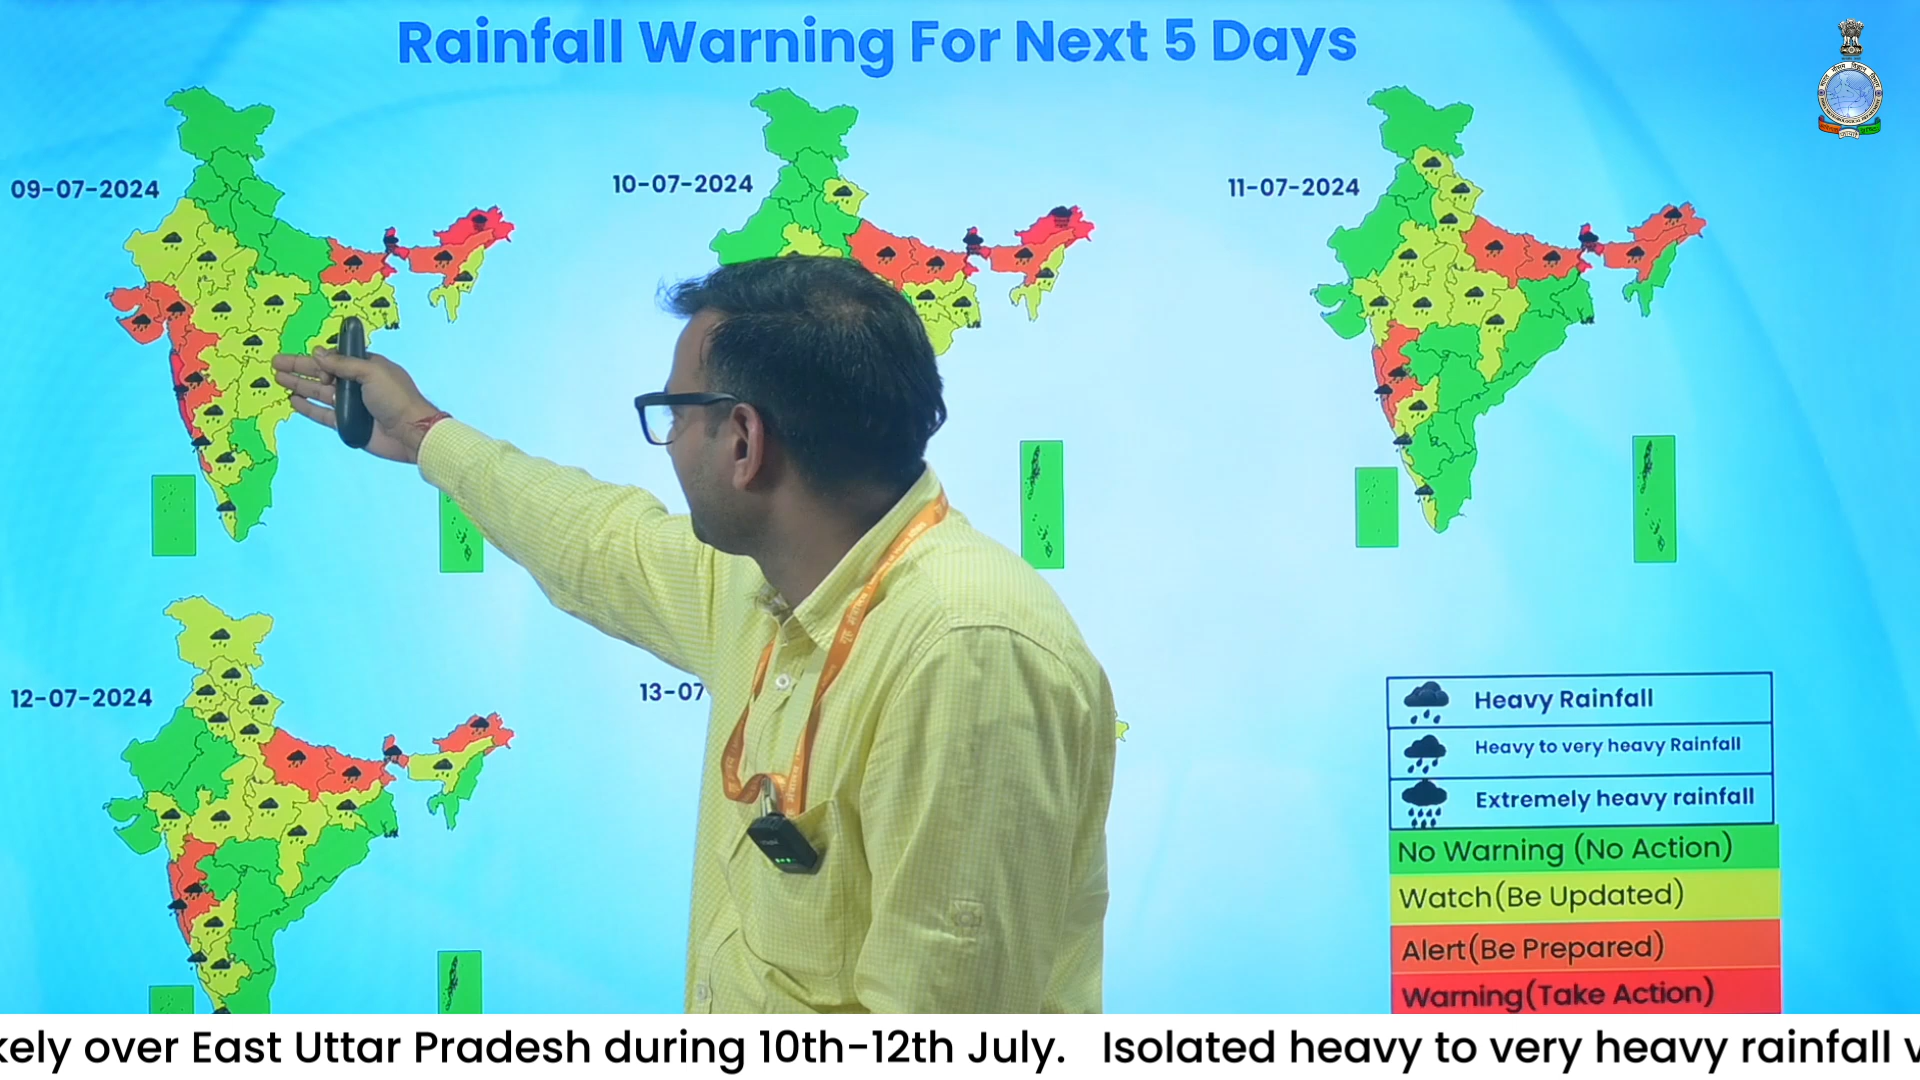 Rainfall Warning For Next 5 Days
09-07-2024
10-07-2024
11-07-2024
12-07-2024
13-07
Heavy Rainfall
Heavy to very heavy Rainfall
Extremely heavy rainfall
No Warning (No Action)
Watch(Be Updated)
Alert(Be Prepared)
Warning(Take Action)
kely over East Uttar Pradesh during 10th-12th July. Isolated heavy to very heavy rainfall v